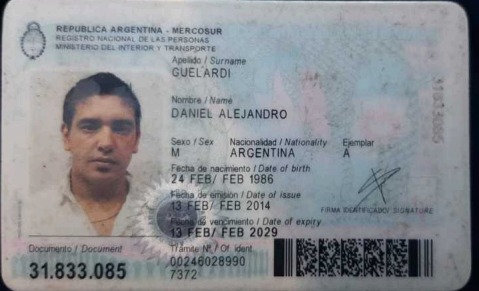 REPUBLICA ARGENTINA - MERCOSUR
REGISTRO NACIONAL DE LAS PERSONAS
MINISTERIO DEL INTERIOR Y TRANSPORTE
Apellido / Surname
GUELARDI
Nombre / Name
DANIEL ALEJANDRO
Sexo / Sex Nacionalidad / Nationality Ejemplar
M ARGENTINA A
Fecha de nacimiento / Date of birth
24 FEB/ FEB 1986
Fecha de emisión / Date of issue
13 FEB/ FEB 2014
FIRMA IDENTIFICADO/ SIGNATURE
Fecha de vencimiento / Date of expiry
13 FEB/ FEB 2029
Documento / Document
Trámite Nº / Of. ident.
31.833.085
00246028990
7372